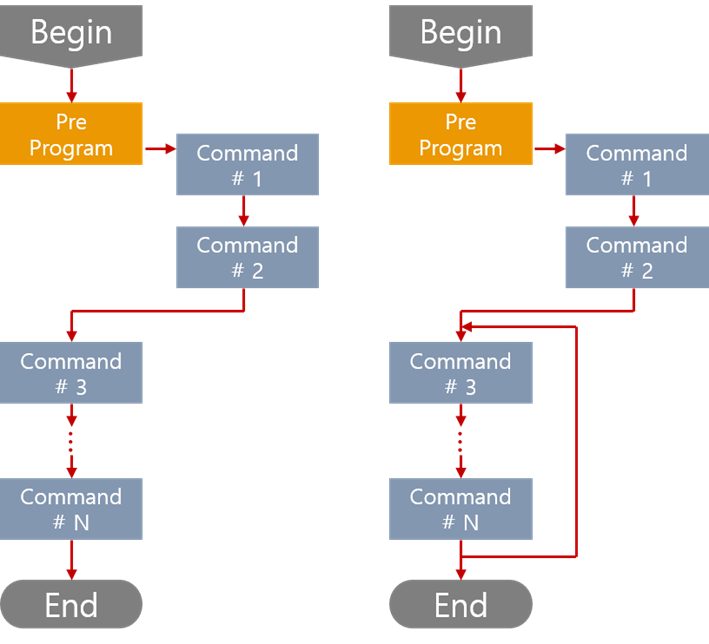 Begin
Pre
Program
Command
# 1
Command
# 2
Command
# 3
Command
# N
End
Begin
Pre
Program
Command
# 1
Command
# 2
Command
# 3
Command
# N
End